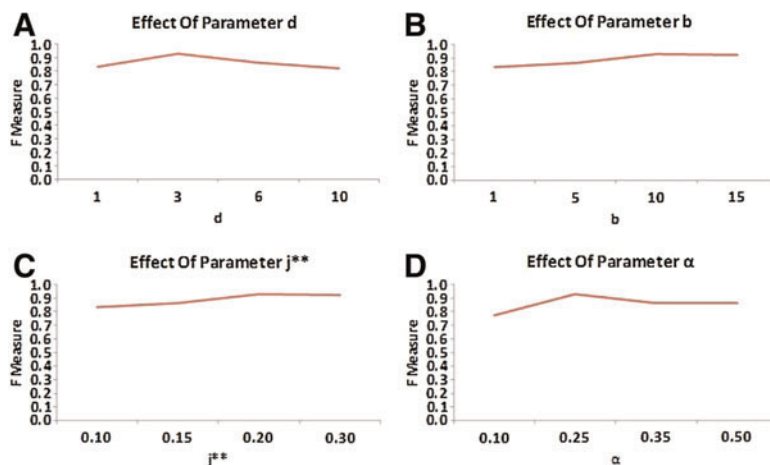 A
Effect Of Parameter d
F Measure
1.0
0.9
0.8
0.7
0.6
0.5
0.4
0.3
0.2
0.1
0.0
1 3 6 10
d
B
Effect Of Parameter b
F Measure
1.0
0.9
0.8
0.7
0.6
0.5
0.4
0.3
0.2
0.1
0.0
1 5 10 15
b
C
Effect Of Parameter j**
F Measure
1.0
0.9
0.8
0.7
0.6
0.5
0.4
0.3
0.2
0.1
0.0
0.10 0.15 0.20 0.30
j**
D
Effect Of Parameter α
F Measure
1.0
0.9
0.8
0.7
0.6
0.5
0.4
0.3
0.2
0.1
0.0
0.10 0.25 0.35 0.50
α